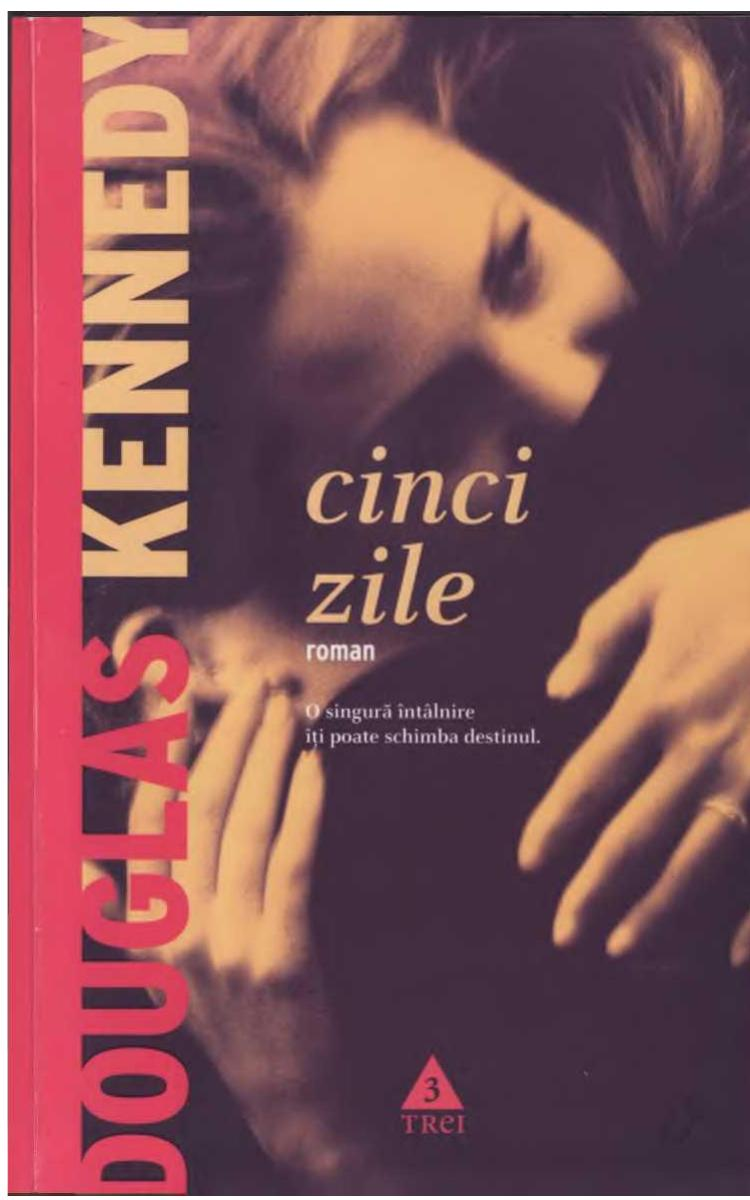 DOUGLAS KENNEDY
cinci
zile
roman
O singură întâlnire
îți poate schimba destinul.
3
TREI